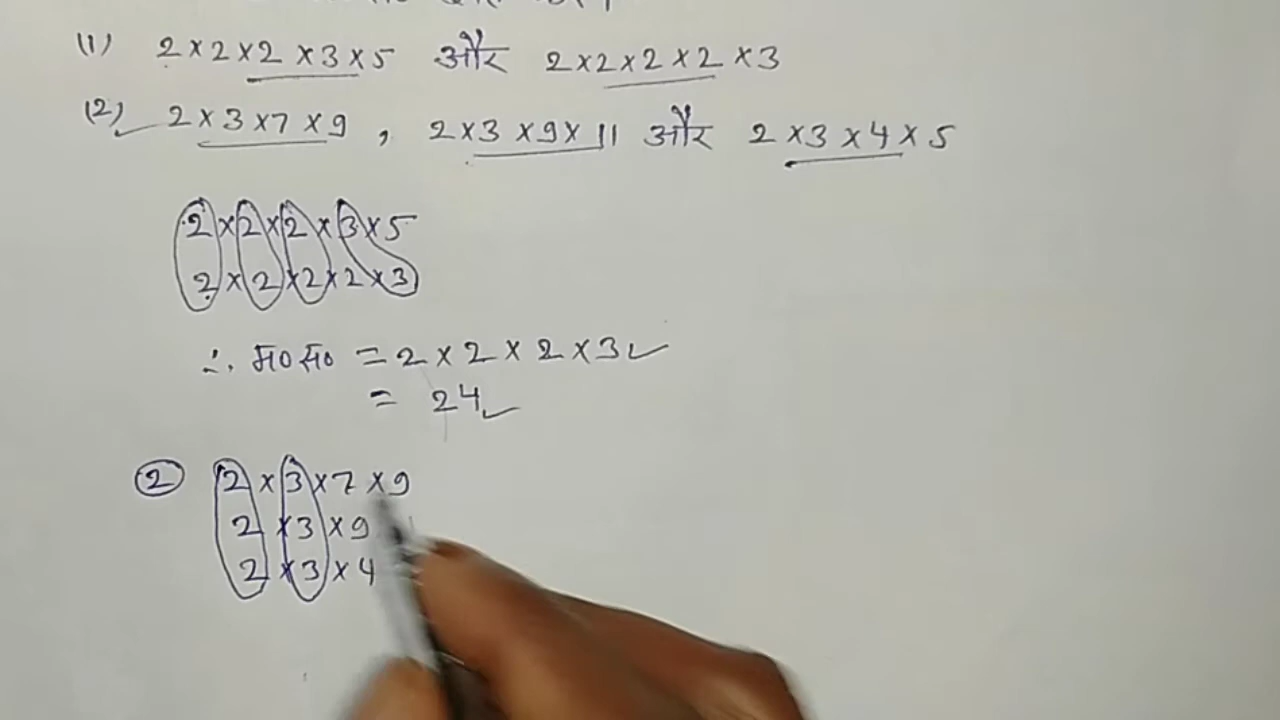 (1) 2×2×2×3×5 और 2×2×2×2×3
(2) 2×3×7×9, 2×3×9×11 और 2×3×4×5
2×2×2×3×5
2×2×2×2×3
∴ म०स० = 2×2×2×3
= 24
② 2×3×7×9
2×3×9
2×3×4